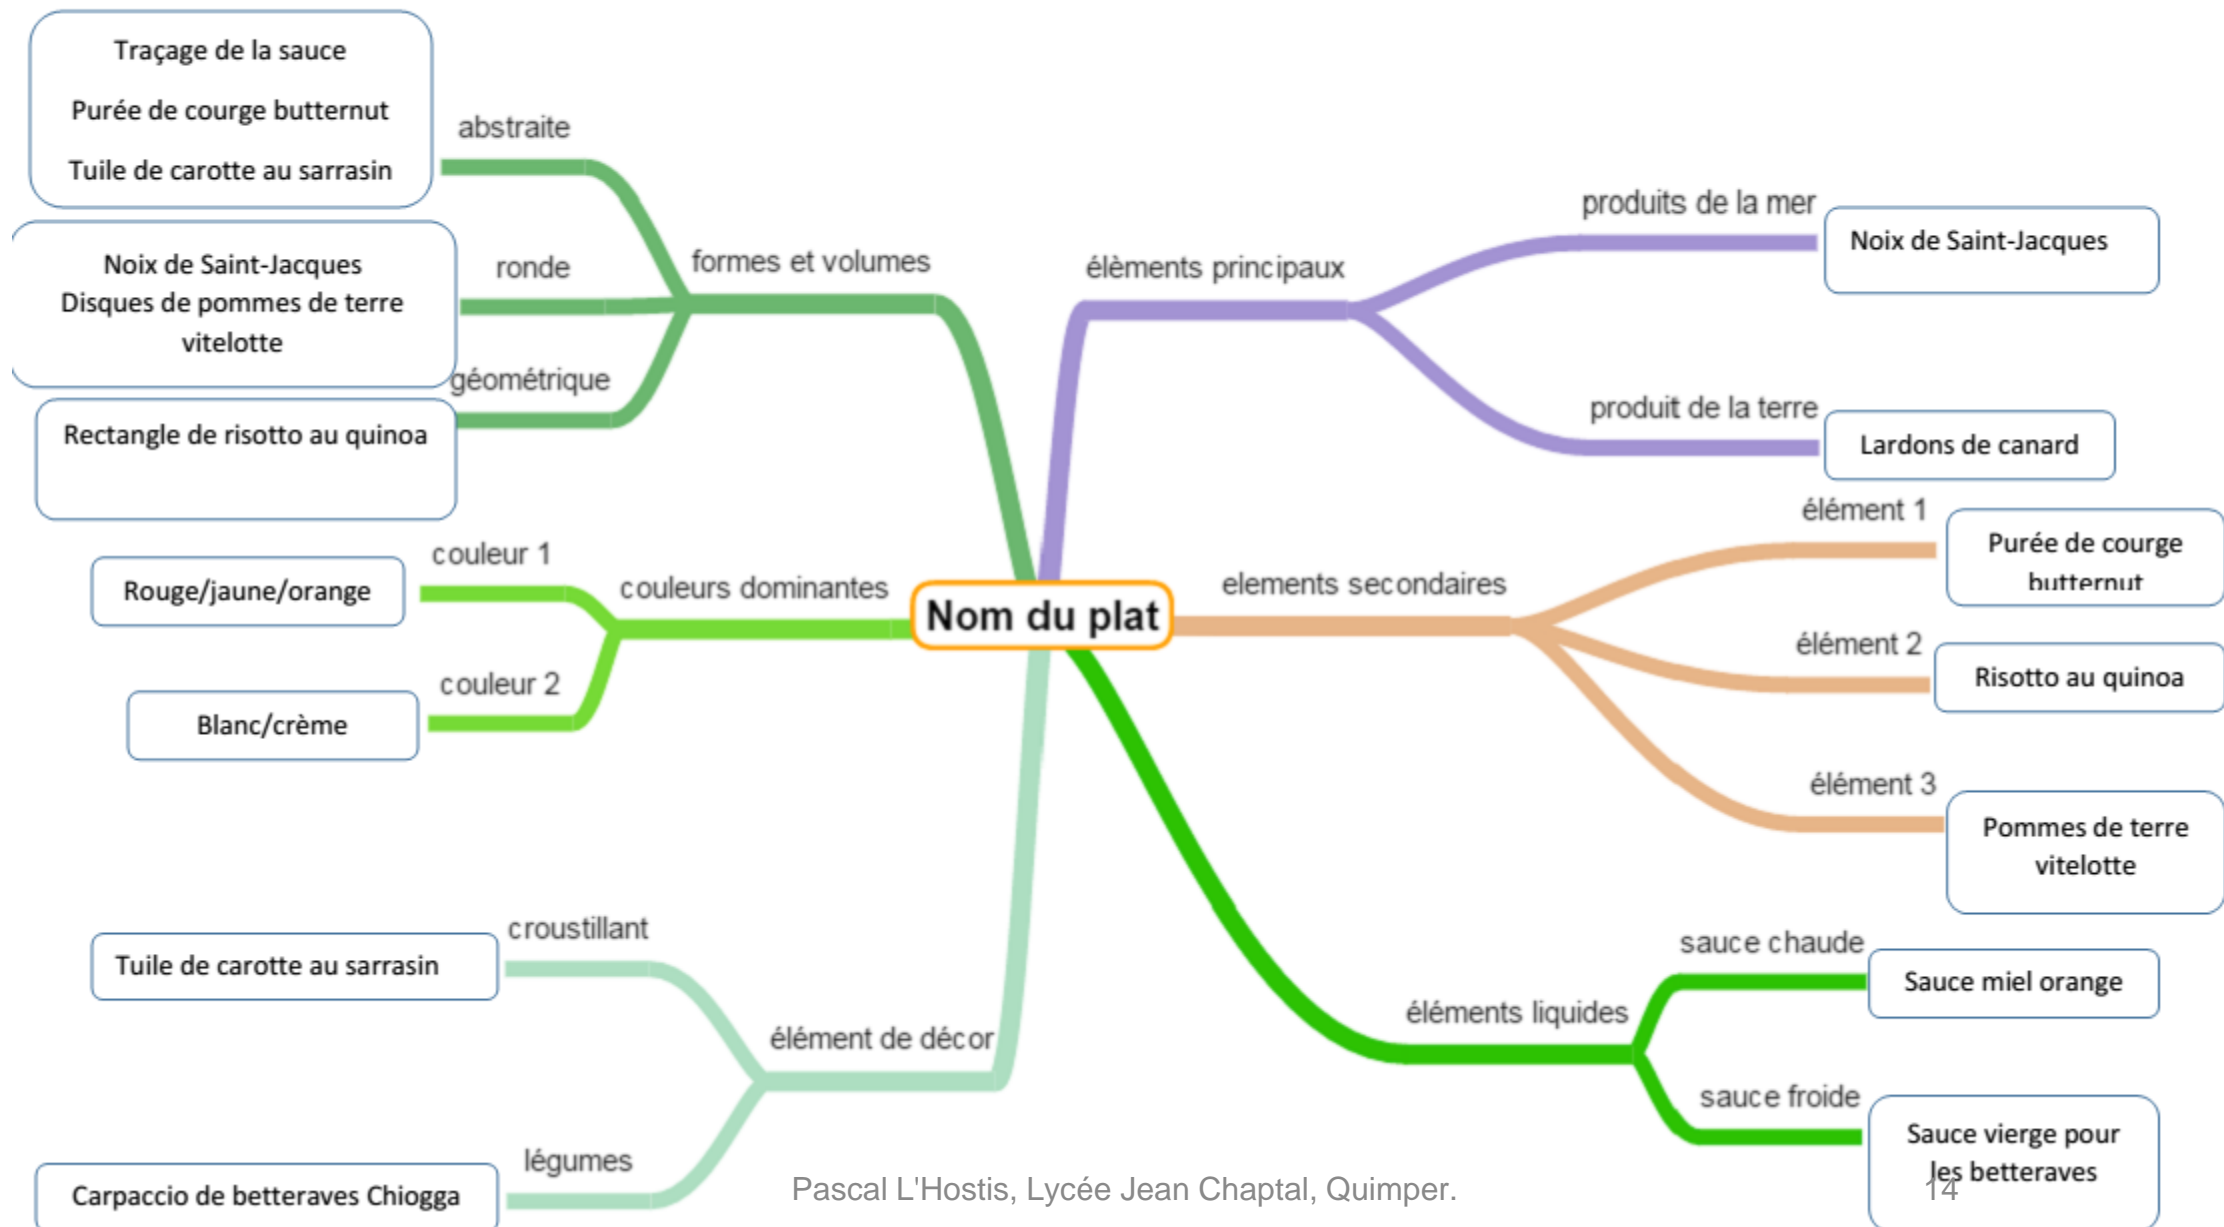 Traçage de la sauce
Purée de courge butternut
Tuile de carotte au sarrasin
abstraite
Noix de Saint-Jacques
Disques de pommes de terre
vitelotte
ronde
formes et volumes
géométrique
Rectangle de risotto au quinoa
couleur 1
Rouge/jaune/orange
couleurs dominantes
couleur 2
Blanc/crème
Nom du plat
élèments principaux
produits de la mer
Noix de Saint-Jacques
produit de la terre
Lardons de canard
elements secondaires
élément 1
Purée de courge
butternut
élément 2
Risotto au quinoa
élément 3
Pommes de terre
vitelotte
croustillant
Tuile de carotte au sarrasin
élément de décor
légumes
Carpaccio de betteraves Chiogga
éléments liquides
sauce chaude
Sauce miel orange
sauce froide
Sauce vierge pour
les betteraves
Pascal L'Hostis, Lycée Jean Chaptal, Quimper.
14